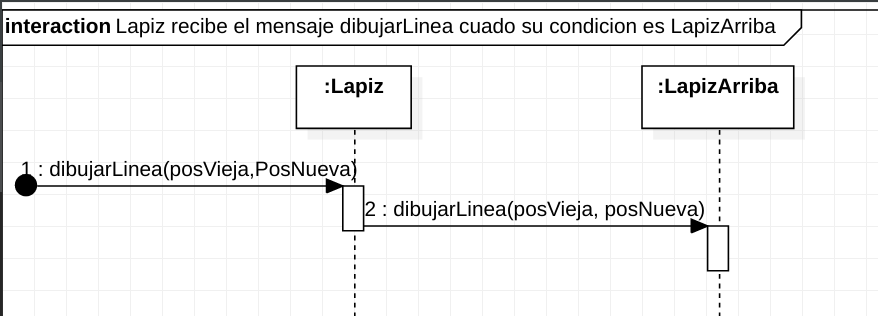 interaction Lapiz recibe el mensaje dibujarLinea cuado su condicion es LapizArriba
:Lapiz
:LapizArriba
1 : dibujarLinea(posVieja,PosNueva)
2 : dibujarLinea(posVieja, posNueva)